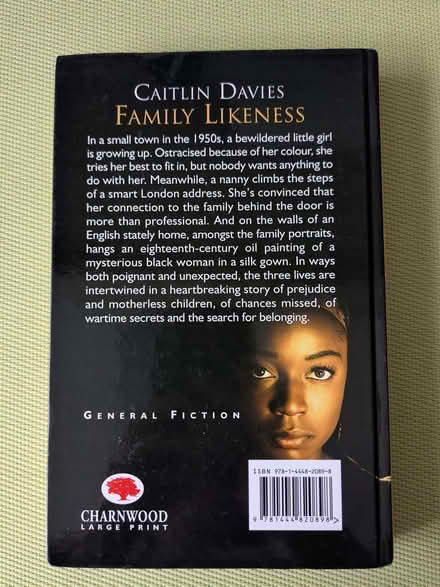 CAITLIN DAVIES
FAMILY LIKENESS
In a small town in the 1950s, a bewildered little girl
is growing up. Ostracised because of her colour, she
tries her best to fit in, but nobody wants anything to
do with her. Meanwhile, a nanny climbs the steps
of a smart London address. She's convinced that
her connection to the family behind the door is
more than professional. And on the walls of an
English stately home, amongst the family portraits,
hangs an eighteenth-century oil painting of a
mysterious black woman in a silk gown. In ways
both poignant and unexpected, the three lives are
intertwined in a heartbreaking story of prejudice
and motherless children, of chances missed, of
wartime secrets and the search for belonging.
GENERAL FICTION
ISBN 978-1-4448-2089-8
9 781444 820898
CHARNWOOD
LARGE PRINT